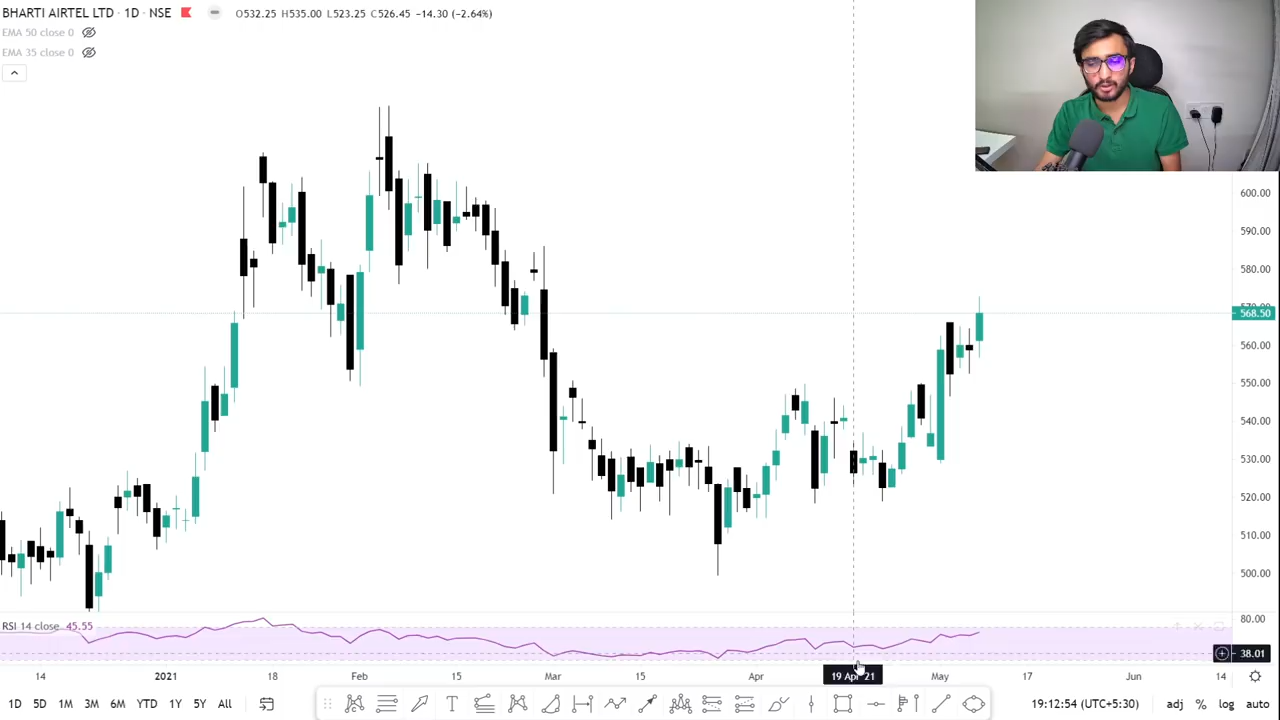 BHARTI AIRTEL LTD · 1D · NSE O532.25 H535.00 L523.25 C526.45 −14.30 (−2.64%)
EMA 50 close 0
EMA 35 close 0
600.00
590.00
580.00
570.00
568.50
560.00
550.00
540.00
530.00
520.00
510.00
500.00
RSI 14 close 45.55
80.00
38.01
14 2021 18 Feb 15 Mar 15 Apr 19 Apr '21 May 17 Jun 14
1D 5D 1M 3M 6M YTD 1Y 5Y All T 19:12:54 (UTC+5:30) adj % log auto